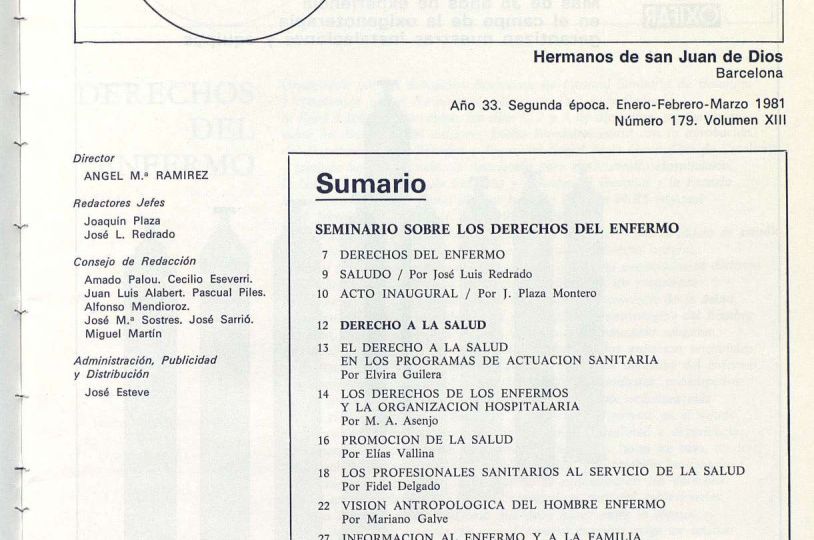 Hermanos de san Juan de Dios
Barcelona
Año 33. Segunda época. Enero-Febrero-Marzo 1981
Número 179. Volumen XIII
Director
ANGEL M.ª RAMIREZ
Redactores Jefes
Joaquín Plaza
José L. Redrado
Consejo de Redacción
Amado Palou. Cecilio Eseverri.
Juan Luis Alabert. Pascual Piles.
Alfonso Mendioroz.
José M.ª Sostres. José Sarrió.
Miguel Martín
Administración, Publicidad
y Distribución
José Esteve
Sumario
SEMINARIO SOBRE LOS DERECHOS DEL ENFERMO
7 DERECHOS DEL ENFERMO
9 SALUDO / Por José Luis Redrado
10 ACTO INAUGURAL / Por J. Plaza Montero
12 DERECHO A LA SALUD
13 EL DERECHO A LA SALUD
EN LOS PROGRAMAS DE ACTUACION SANITARIA
Por Elvira Guilera
14 LOS DERECHOS DE LOS ENFERMOS
Y LA ORGANIZACION HOSPITALARIA
Por M. A. Asenjo
16 PROMOCION DE LA SALUD
Por Elías Vallina
18 LOS PROFESIONALES SANITARIOS AL SERVICIO DE LA SALUD
Por Fidel Delgado
22 VISION ANTROPOLOGICA DEL HOMBRE ENFERMO
Por Mariano Galve
27 INFORMACION AL ENFERMO Y A LA FAMILIA